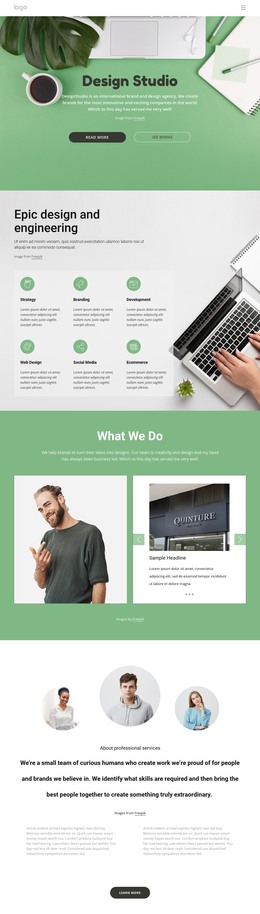 logo
Design Studio
DesignStudio is an international brand and design agency. We create
brands for the most innovative and exciting companies in the world.
Which to this day has served me very well!
Image from Freepik
READ MORE
SEE WORKS
Epic design and
engineering
Ut enim ad minim veniam, quis nostrud exercitation ullamco laboris nisi ut
aliquip ex ea commodo consequat.
Image from Freepik
Strategy
Branding
Development
Lorem ipsum dolor sit amet, consectetur adipiscing elit nullam nunc justo sagittis suscipit ultrices.
Lorem ipsum dolor sit amet, consectetur adipiscing elit nullam nunc justo sagittis suscipit ultrices.
Lorem ipsum dolor sit amet, consectetur adipiscing elit nullam nunc justo sagittis suscipit ultrices.
Web Design
Social Media
Ecommerce
Lorem ipsum dolor sit amet, consectetur adipiscing elit nullam nunc justo sagittis suscipit ultrices.
Lorem ipsum dolor sit amet, consectetur adipiscing elit nullam nunc justo sagittis suscipit ultrices.
Lorem ipsum dolor sit amet, consectetur adipiscing elit nullam nunc justo sagittis suscipit ultrices.
What We Do
We help brands to turn their ideas into designs. Our team is creativity and design and my head
has always been business led. Which to this day has served me very well!
QUINTURE
Sample Headline
Lorem ipsum dolor sit amet, consectetur
adipiscing elit, sed do eiusmod tempor incididunt
ut labore et dolore magna aliqua.
Images by Freepik
About professional services
We're a small team of curious humans who create work we're proud of for people
and brands we believe in. We identify what skills are required and then bring the
best people together to create something truly extraordinary.
Images from Freepik
LEARN MORE